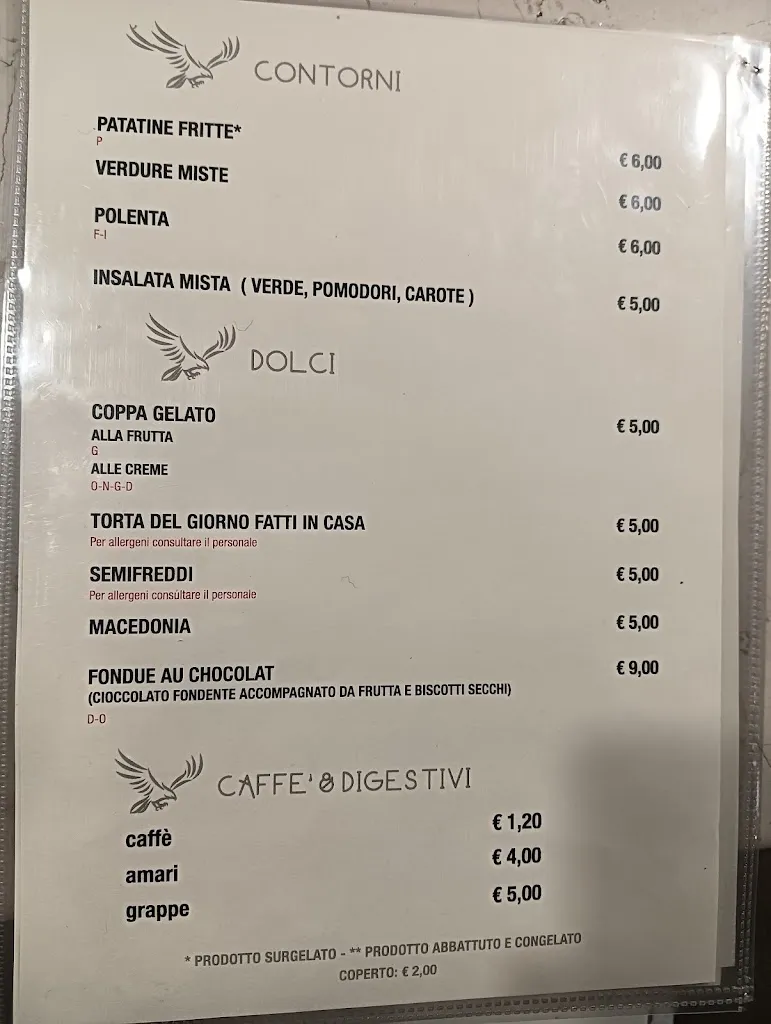 CONTORNI
PATATINE FRITTE*
P
€ 6,00
VERDURE MISTE
€ 6,00
POLENTA
F-I
€ 6,00
INSALATA MISTA ( VERDE, POMODORI, CAROTE )
€ 5,00
DOLCI
COPPA GELATO
€ 5,00
ALLA FRUTTA
G
ALLE CREME
O-N-G-D
TORTA DEL GIORNO FATTI IN CASA
€ 5,00
Per allergeni consultare il personale
SEMIFREDDI
€ 5,00
Per allergeni consultare il personale
MACEDONIA
€ 5,00
FONDUE AU CHOCOLAT
€ 9,00
(CIOCCOLATO FONDENTE ACCOMPAGNATO DA FRUTTA E BISCOTTI SECCHI)
D-O
CAFFE' & DIGESTIVI
caffè
€ 1,20
amari
€ 4,00
grappe
€ 5,00
* PRODOTTO SURGELATO - ** PRODOTTO ABBATTUTO E CONGELATO
COPERTO: € 2,00